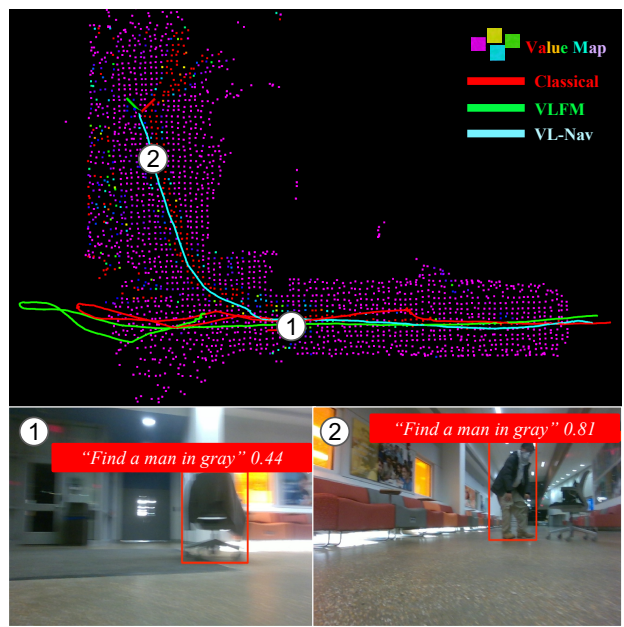 Value Map
Classical
VLFM
VL-Nav
2
1
1
“Find a man in gray” 0.44
2
“Find a man in gray” 0.81